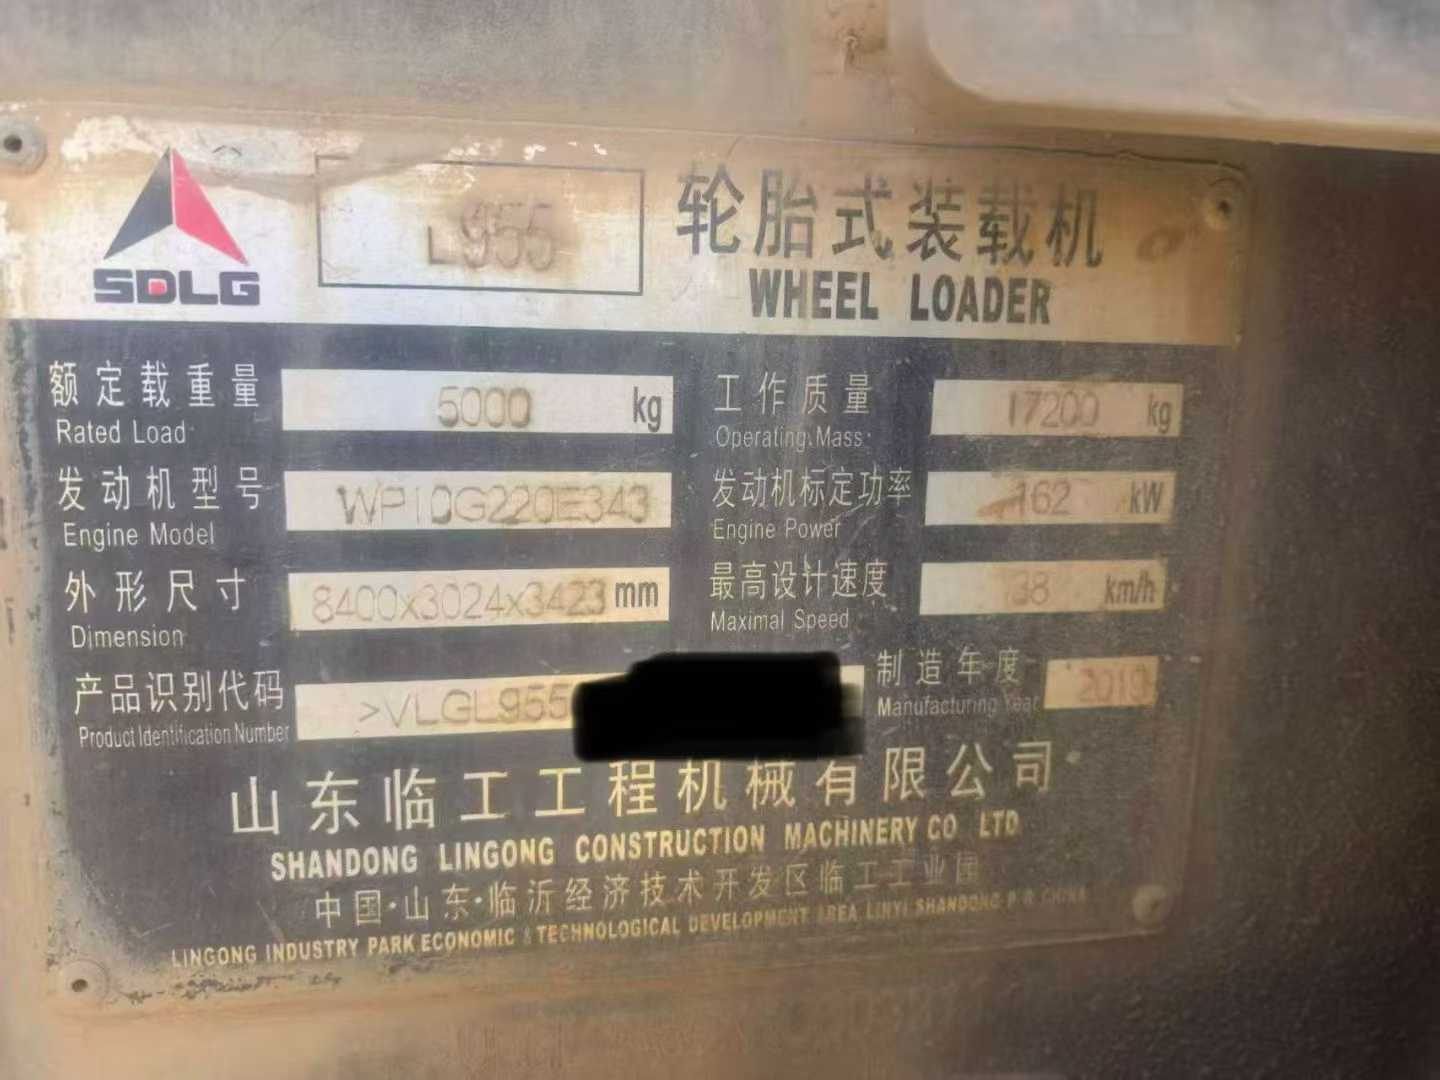 SDLG
L955
轮胎式装载机
WHEEL LOADER
额定载重量 5000 kg
Rated Load
工作质量 17200 kg
Operating Mass
发动机型号 WP10G220E343
Engine Model
发动机标定功率 162 kW
Engine Power
外形尺寸 8400x3024x3423 mm
Dimension
最高设计速度 38 km/h
Maximal Speed
产品识别代码 >VLGL955
Product Identification Number
制造年度
Manufacturing Year
山东临工工程机械有限公司
SHANDONG LINGONG CONSTRUCTION MACHINERY CO LTD
中国·山东·临沂经济技术开发区临工工业园
LINGONG INDUSTRY PARK ECONOMIC & TECHNOLOGICAL DEVELOPMENT AREA LINYI SHANDONG P R CHINA